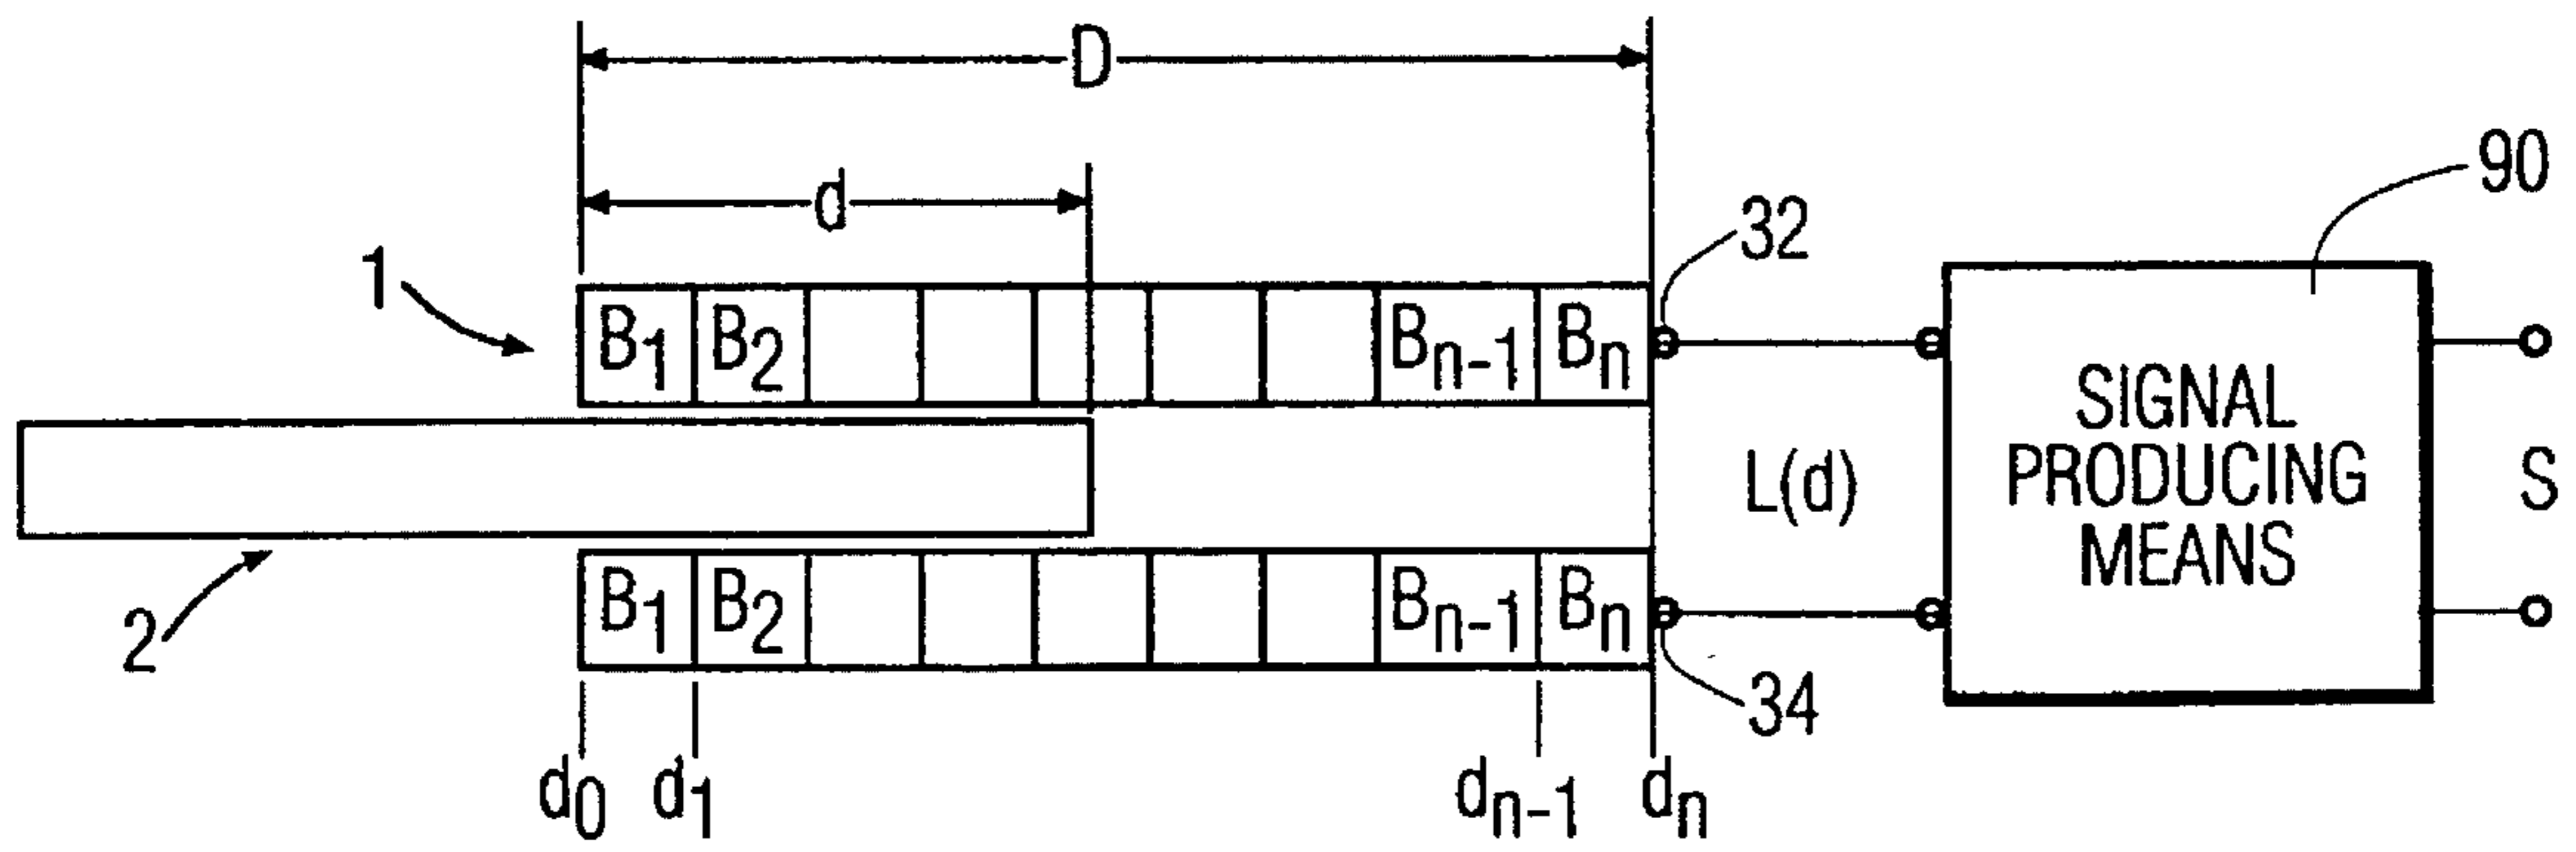 D
d
90
32
1
B1 B2 Bn-1 Bn
SIGNAL
PRODUCING
MEANS
L(d)
S
B1 B2 Bn-1 Bn
2
34
d0 d1 dn-1 dn